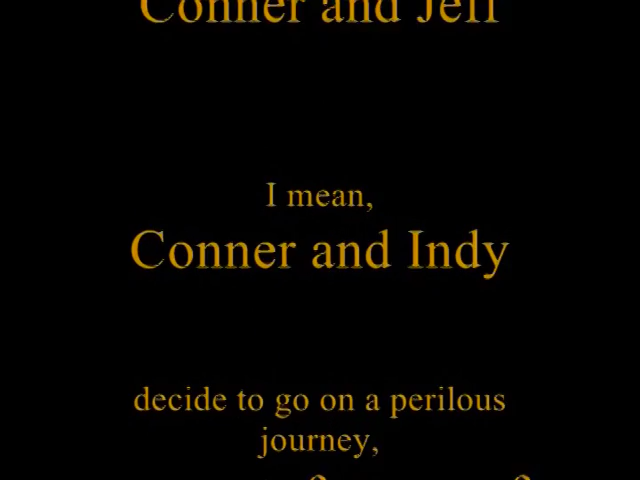 Conner and Jeff
I mean,
Conner and Indy
decide to go on a perilous
journey,